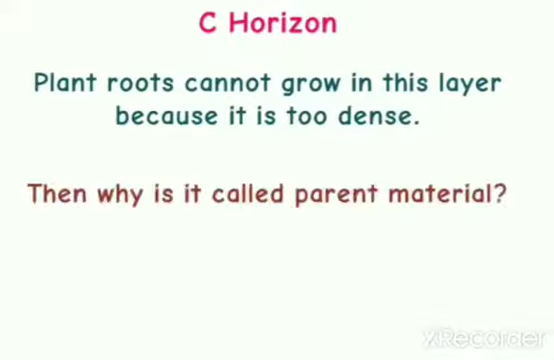 C Horizon
Plant roots cannot grow in this layer
because it is too dense.
Then why is it called parent material?
XRecorder